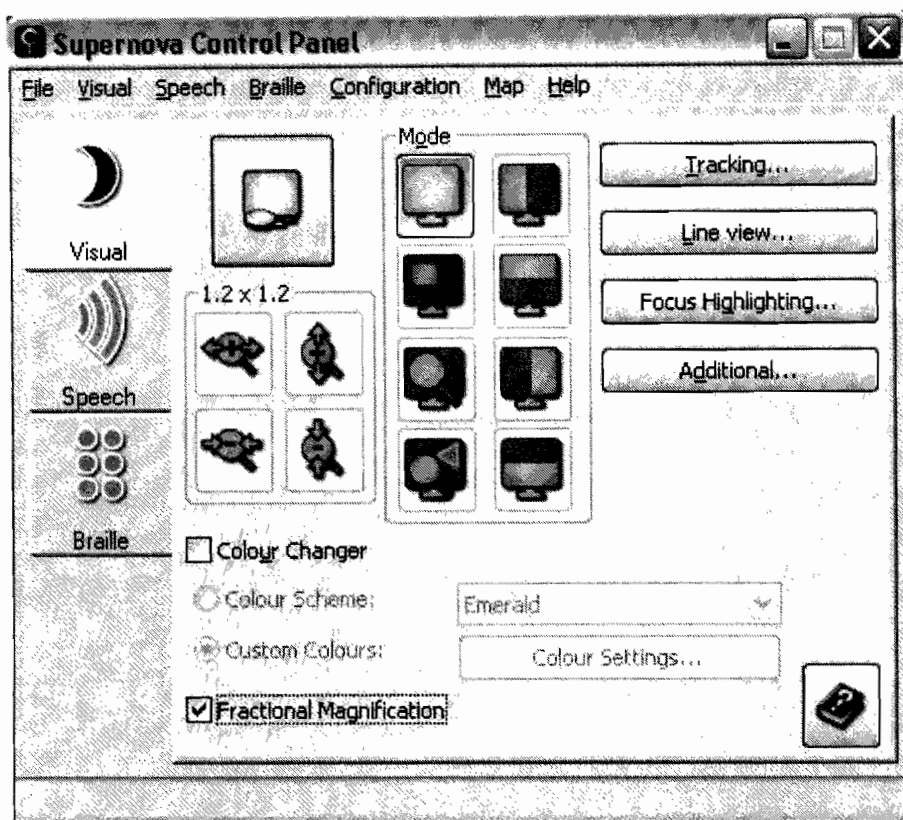 Supernova Control Panel
File Visual Speech Braille Configuration Map Help
Visual
Speech
Braille
1.2 x 1.2
Mode
Tracking...
Line view...
Focus Highlighting...
Additional...
Colour Changer
Colour Scheme:
Emerald
Custom Colours:
Colour Settings...
Fractional Magnification